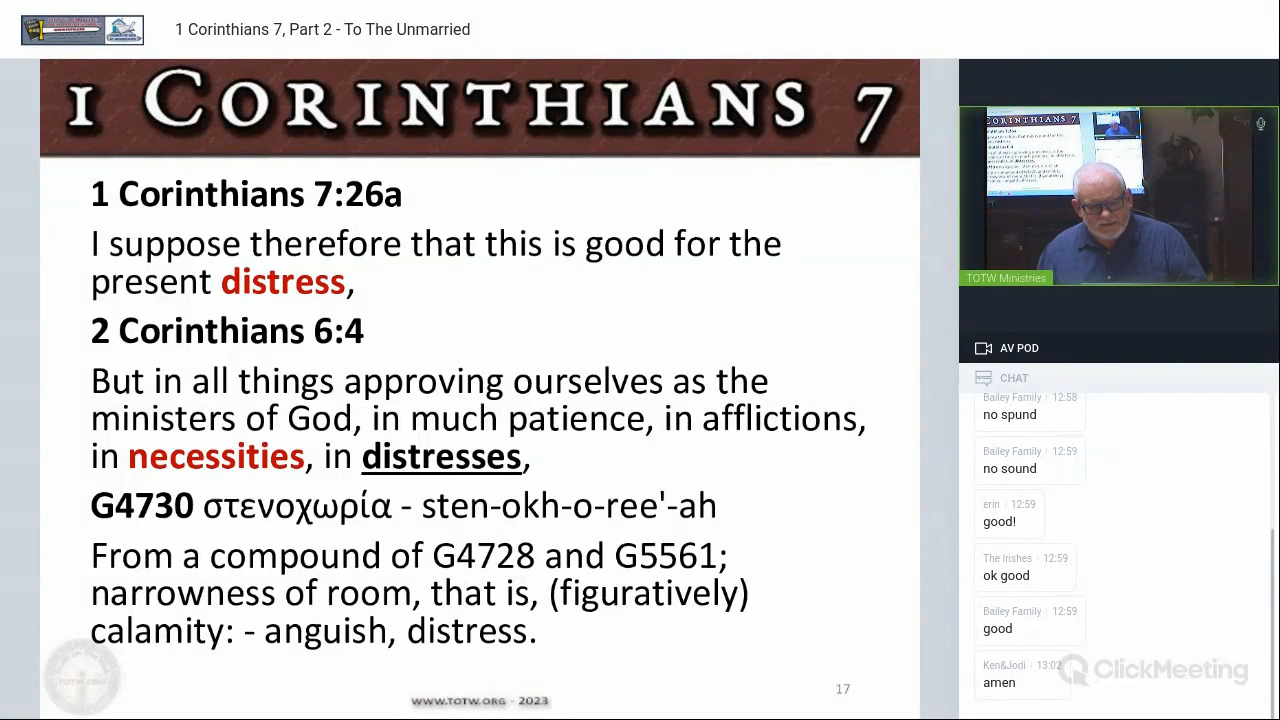 1 Corinthians 7, Part 2 - To The Unmarried
1 CORINTHIANS 7
1 Corinthians 7:26a
I suppose therefore that this is good for the
present distress,
2 Corinthians 6:4
But in all things approving ourselves as the
ministers of God, in much patience, in afflictions,
in necessities, in distresses,
G4730 στενοχωρία - sten-okh-o-ree'-ah
From a compound of G4728 and G5561;
narrowness of room, that is, (figuratively)
calamity: - anguish, distress.
WWW.TOTW.ORG - 2023
17
TOTW Ministries
AV POD
CHAT
Bailey Family 12:58
no spund
Bailey Family 12:59
no sound
erin 12:59
good!
The Irishes 12:59
ok good
Bailey Family 12:59
good
Ken&Jodi 13:02
amen
ClickMeeting